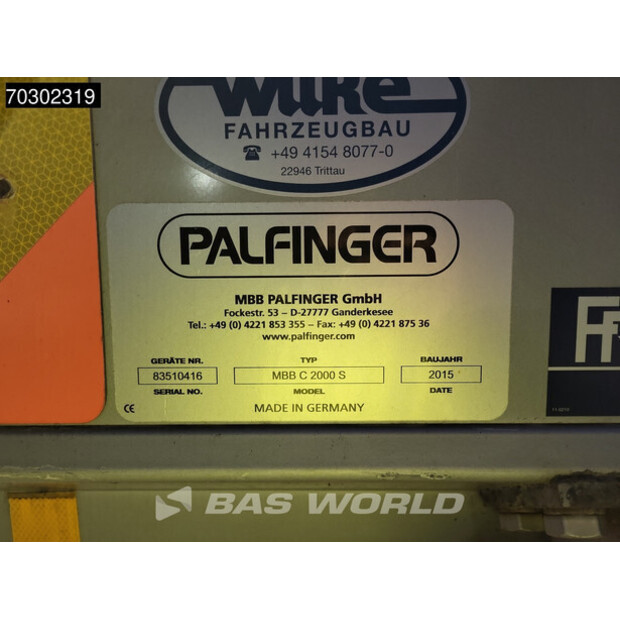 70302319
Wilke
FAHRZEUGBAU
☎ +49 4154 8077-0
22946 Trittau
PALFINGER
MBB PALFINGER GmbH
Fockestr. 53 – D-27777 Ganderkesee
Tel.: +49 (0) 4221 853 355 – Fax: +49 (0) 4221 875 36
www.palfinger.com
GERÄTE NR. TYP BAUJAHR
83510416 MBB C 2000 S 2015
SERIAL NO. MODEL DATE
CE MADE IN GERMANY
BAS WORLD